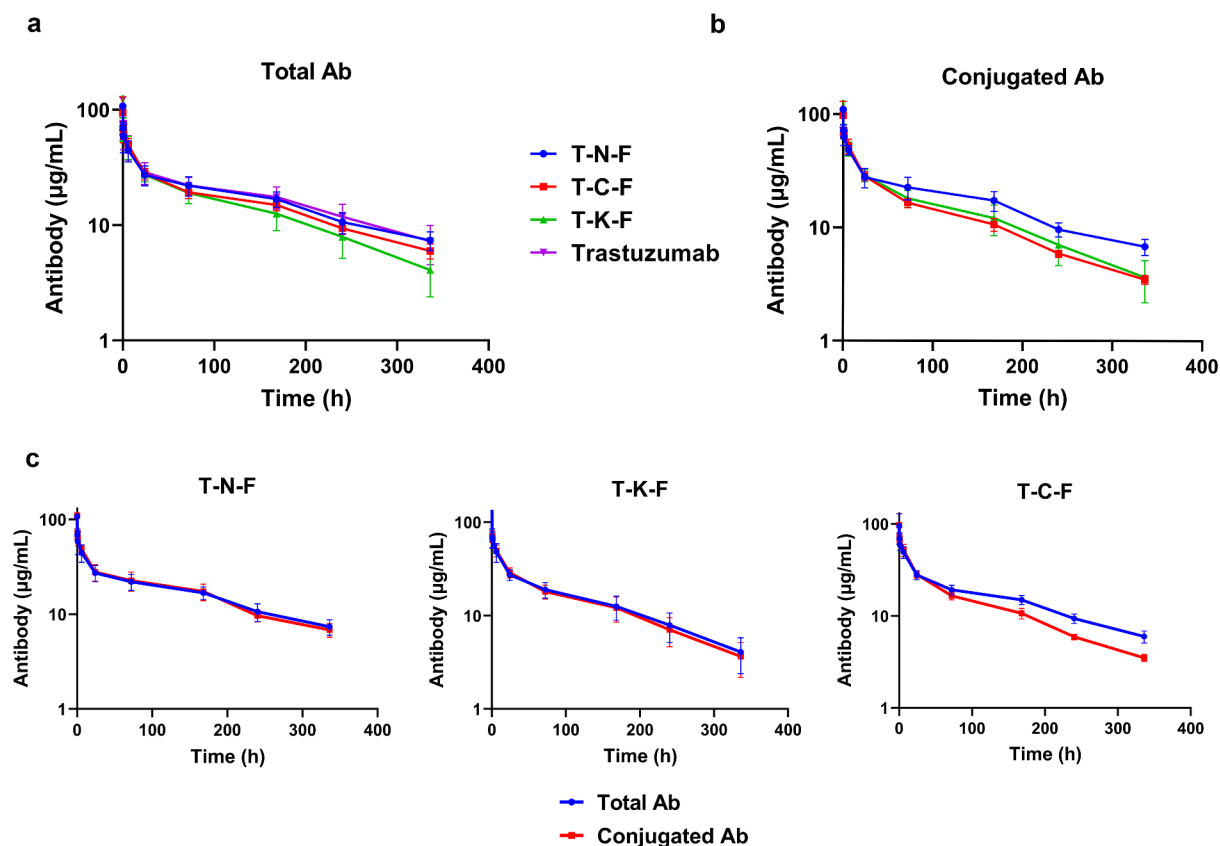 a
Total Ab
Antibody (µg/mL)
100
10
1
0
100
200
300
400
Time (h)
T-N-F
T-C-F
T-K-F
Trastuzumab
b
Conjugated Ab
Antibody (µg/mL)
100
10
1
0
100
200
300
400
Time (h)
c
T-N-F
Antibody (µg/mL)
100
10
1
0
100
200
300
400
Time (h)
T-K-F
Antibody (µg/mL)
100
10
1
0
100
200
300
400
Time (h)
T-C-F
Antibody (µg/mL)
100
10
1
0
100
200
300
400
Time (h)
Total Ab
Conjugated Ab